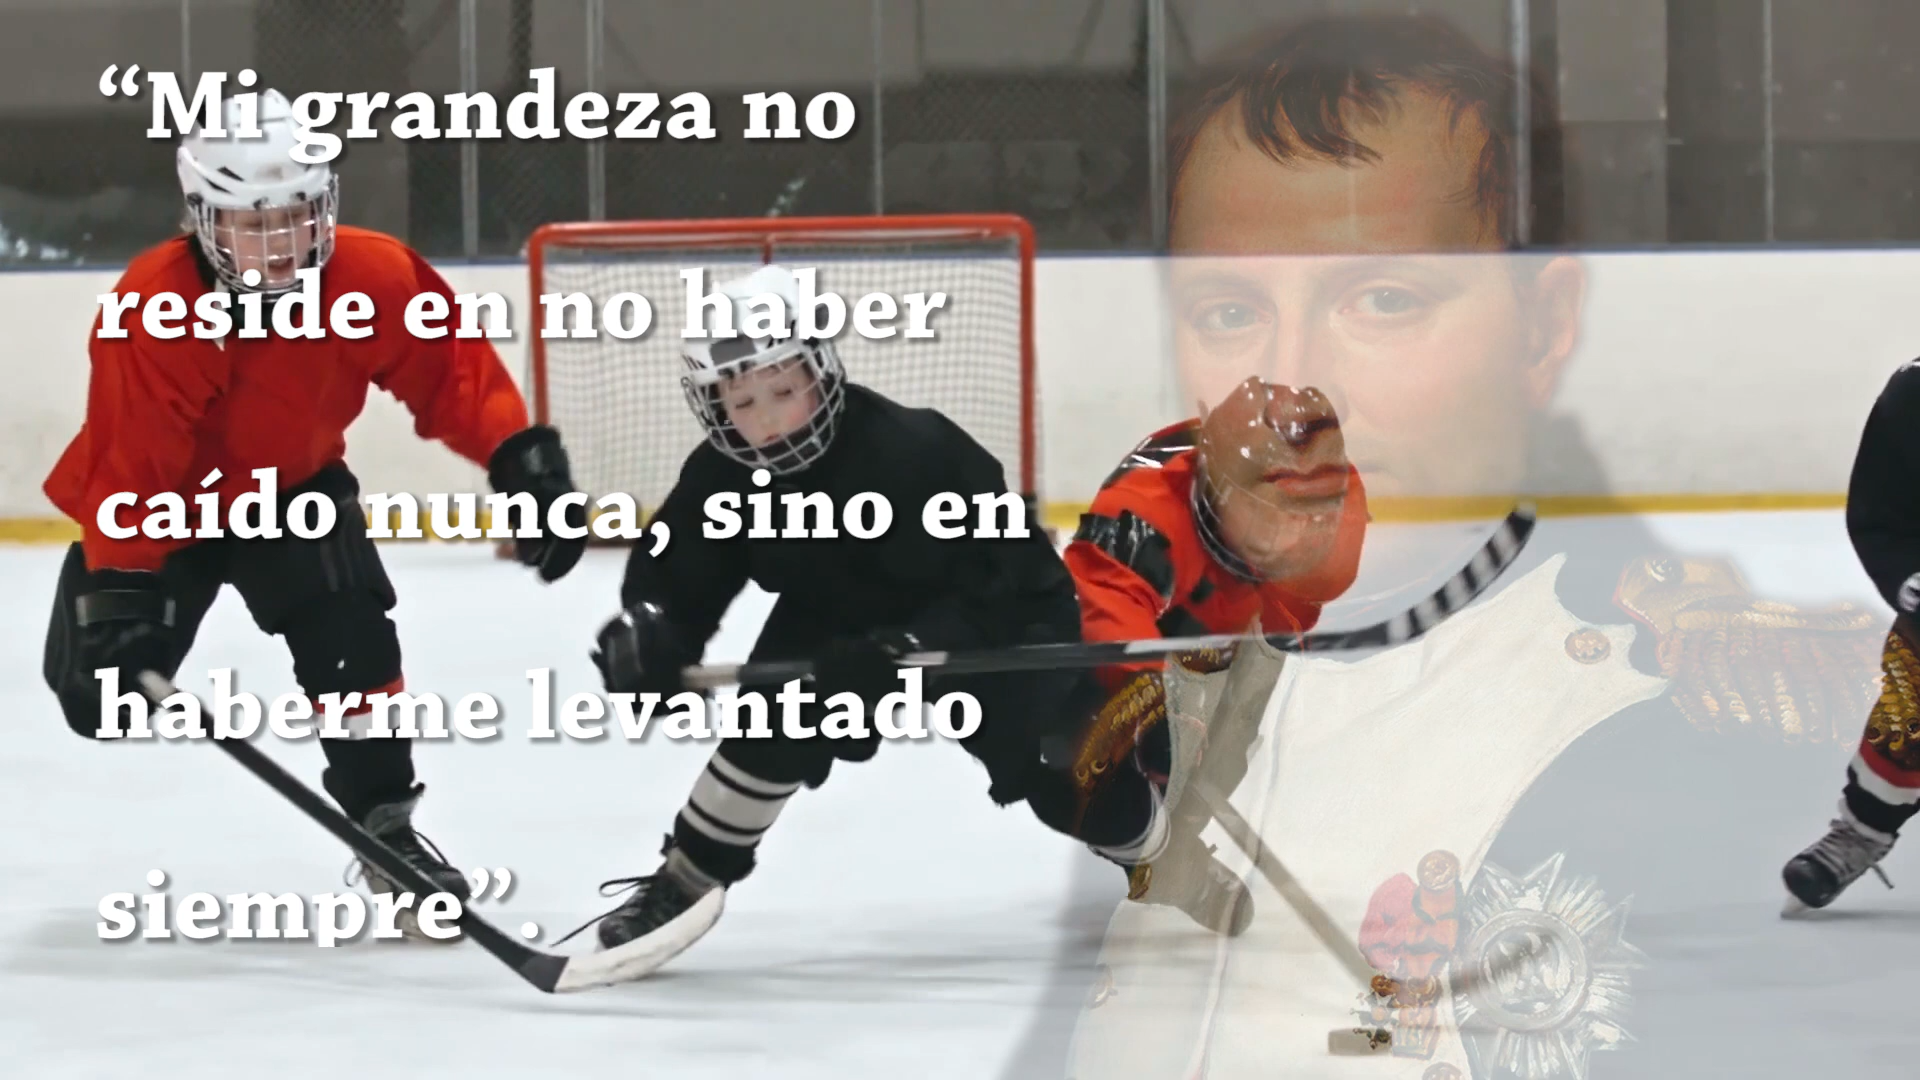 “Mi grandeza no
reside en no haber
caído nunca, sino en
haberme levantado
siempre”.